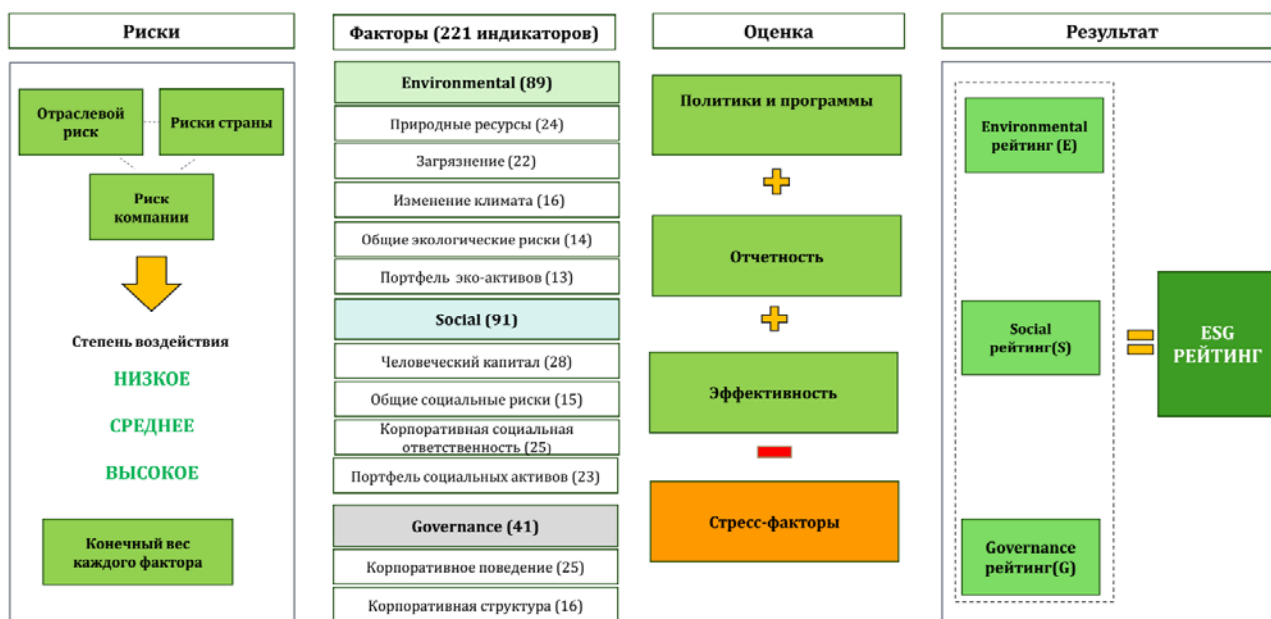 Риски
Отраслевой
риск
Риски страны
Риск
компании
Степень воздействия
НИЗКОЕ
СРЕДНЕЕ
ВЫСОКОЕ
Конечный вес
каждого фактора
Факторы (221 индикаторов)
Environmental (89)
Природные ресурсы (24)
Загрязнение (22)
Изменение климата (16)
Общие экологические риски (14)
Портфель эко-активов (13)
Social (91)
Человеческий капитал (28)
Общие социальные риски (15)
Корпоративная социальная
ответственность (25)
Портфель социальных активов (23)
Governance (41)
Корпоративное поведение (25)
Корпоративная структура (16)
Оценка
Политики и программы
Отчетность
Эффективность
Стресс-факторы
Результат
Environmental
рейтинг (E)
Social
рейтинг(S)
Governance
рейтинг(G)
ESG
РЕЙТИНГ